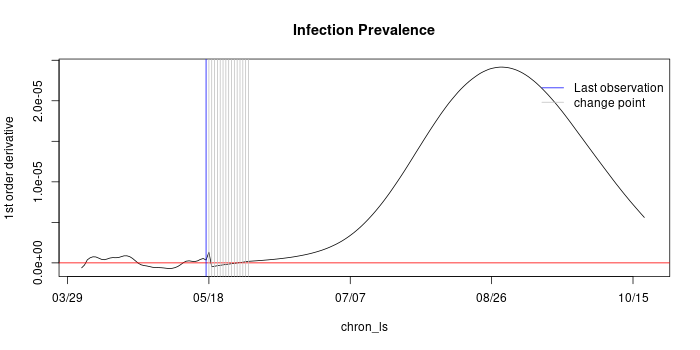 Infection Prevalence
1st order derivative
2.0e-05
1.0e-05
0.0e+00
Last observation
change point
03/29
05/18
07/07
08/26
10/15
chron_ls